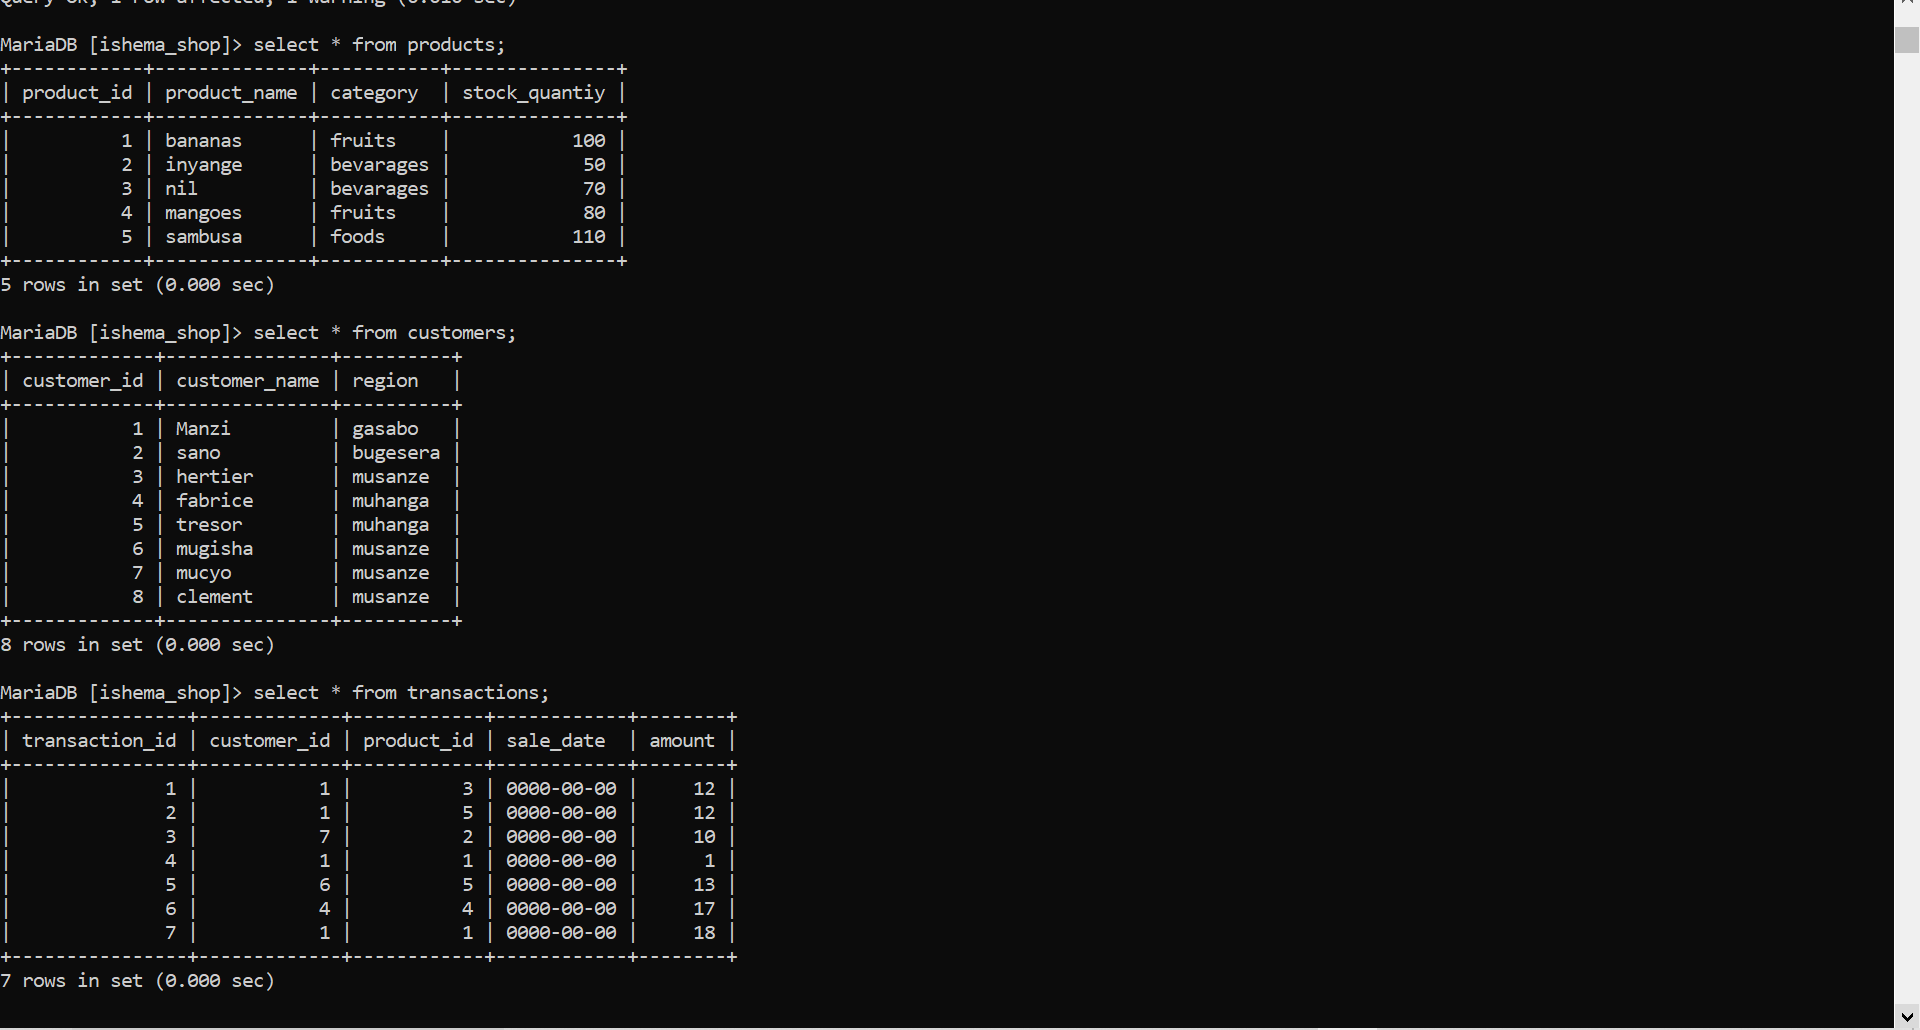 Query OK, 1 row affected, 1 warning (0.016 sec)
MariaDB [ishema_shop]> select * from products;
+------------+--------------+-----------+---------------+
| product_id | product_name | category  | stock_quantiy |
+------------+--------------+-----------+---------------+
|          1 | bananas      | fruits    |           100 |
|          2 | inyange      | bevarages |            50 |
|          3 | nil          | bevarages |            70 |
|          4 | mangoes      | fruits    |            80 |
|          5 | sambusa      | foods     |           110 |
+------------+--------------+-----------+---------------+
5 rows in set (0.000 sec)
MariaDB [ishema_shop]> select * from customers;
+-------------+---------------+----------+
| customer_id | customer_name | region   |
+-------------+---------------+----------+
|           1 | Manzi         | gasabo   |
|           2 | sano          | bugesera |
|           3 | hertier       | musanze  |
|           4 | fabrice       | muhanga  |
|           5 | tresor        | muhanga  |
|           6 | mugisha       | musanze  |
|           7 | mucyo         | musanze  |
|           8 | clement       | musanze  |
+-------------+---------------+----------+
8 rows in set (0.000 sec)
MariaDB [ishema_shop]> select * from transactions;
+----------------+-------------+------------+------------+--------+
| transaction_id | customer_id | product_id | sale_date  | amount |
+----------------+-------------+------------+------------+--------+
|              1 |           1 |          3 | 0000-00-00 |     12 |
|              2 |           1 |          5 | 0000-00-00 |     12 |
|              3 |           7 |          2 | 0000-00-00 |     10 |
|              4 |           1 |          1 | 0000-00-00 |      1 |
|              5 |           6 |          5 | 0000-00-00 |     13 |
|              6 |           4 |          4 | 0000-00-00 |     17 |
|              7 |           1 |          1 | 0000-00-00 |     18 |
+----------------+-------------+------------+------------+--------+
7 rows in set (0.000 sec)